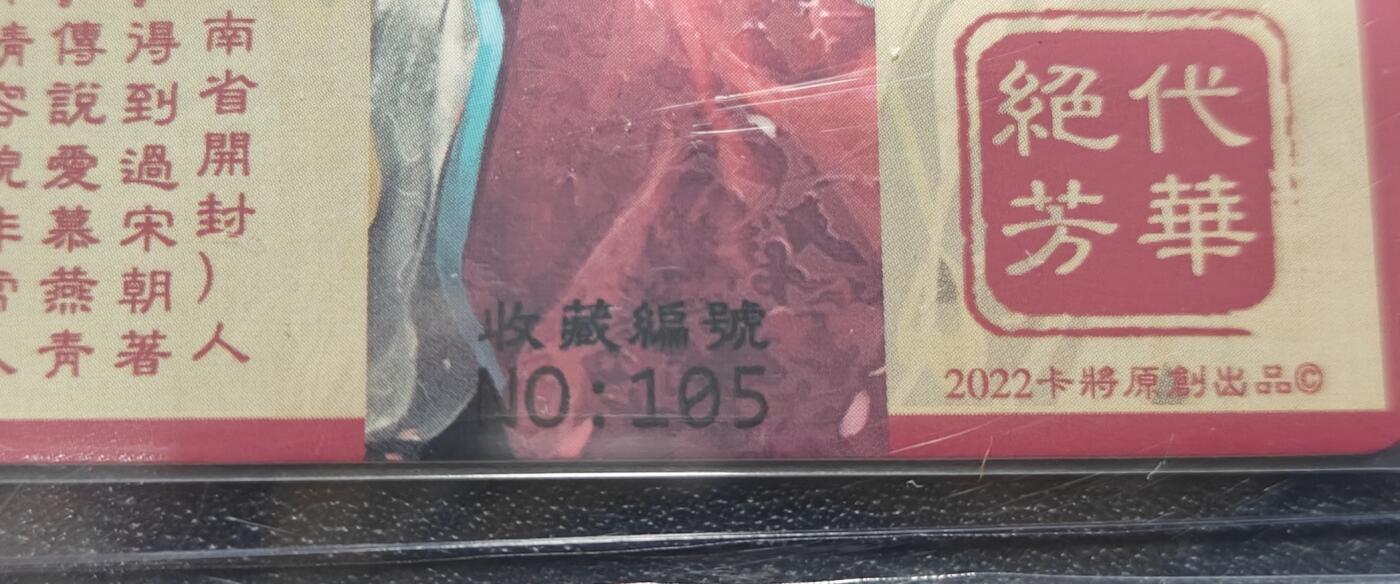 南省開封)人
得到過宋朝著
傳說愛慕燕青
收藏編號
NO:105
絕代
芳華
2022卡將原創出品©